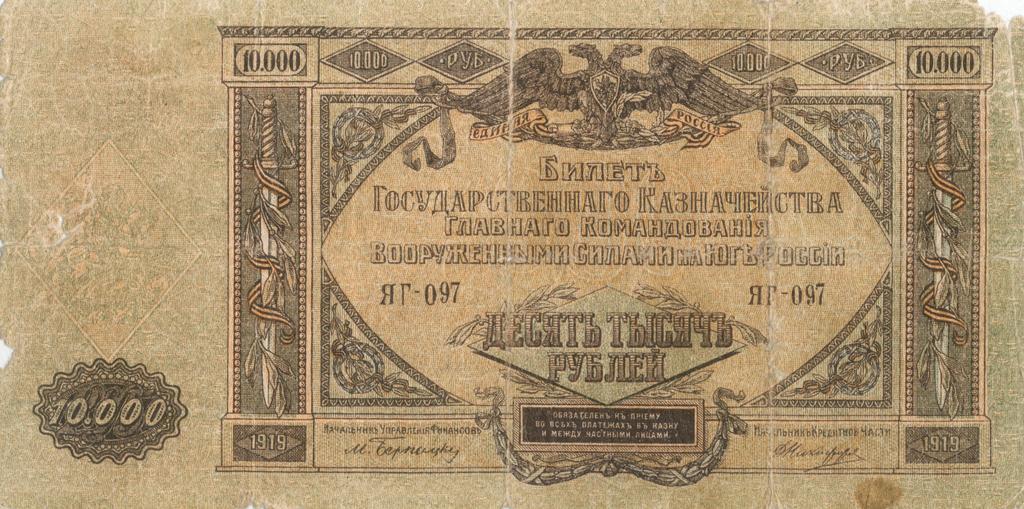 10.000 10.000 РУБ 10.000 РУБ 10.000
ЕДИНАЯ РОССІЯ
БИЛЕТЪ
ГОСУДАРСТВЕННАГО КАЗНАЧЕЙСТВА
ГЛАВНАГО КОМАНДОВАНІЯ
ВООРУЖЕННЫМИ СИЛАМИ НА ЮГѢ РОССІИ
ЯГ-097 ЯГ-097
ДЕСЯТЬ ТЫСЯЧЪ
РУБЛЕЙ
10.000
ОБЯЗАТЕЛЕНЪ КЪ ПРІЕМУ
ВО ВСѢХЪ ПЛАТЕЖАХЪ ВЪ КАЗНУ
И МЕЖДУ ЧАСТНЫМИ ЛИЦАМИ.
1919 НАЧАЛЬНИКЪ УПРАВЛЕНІЯ ФИНАНСОВЪ НАЧАЛЬНИКЪ КРЕДИТНОЙ ЧАСТИ 1919
М. Бернацкій